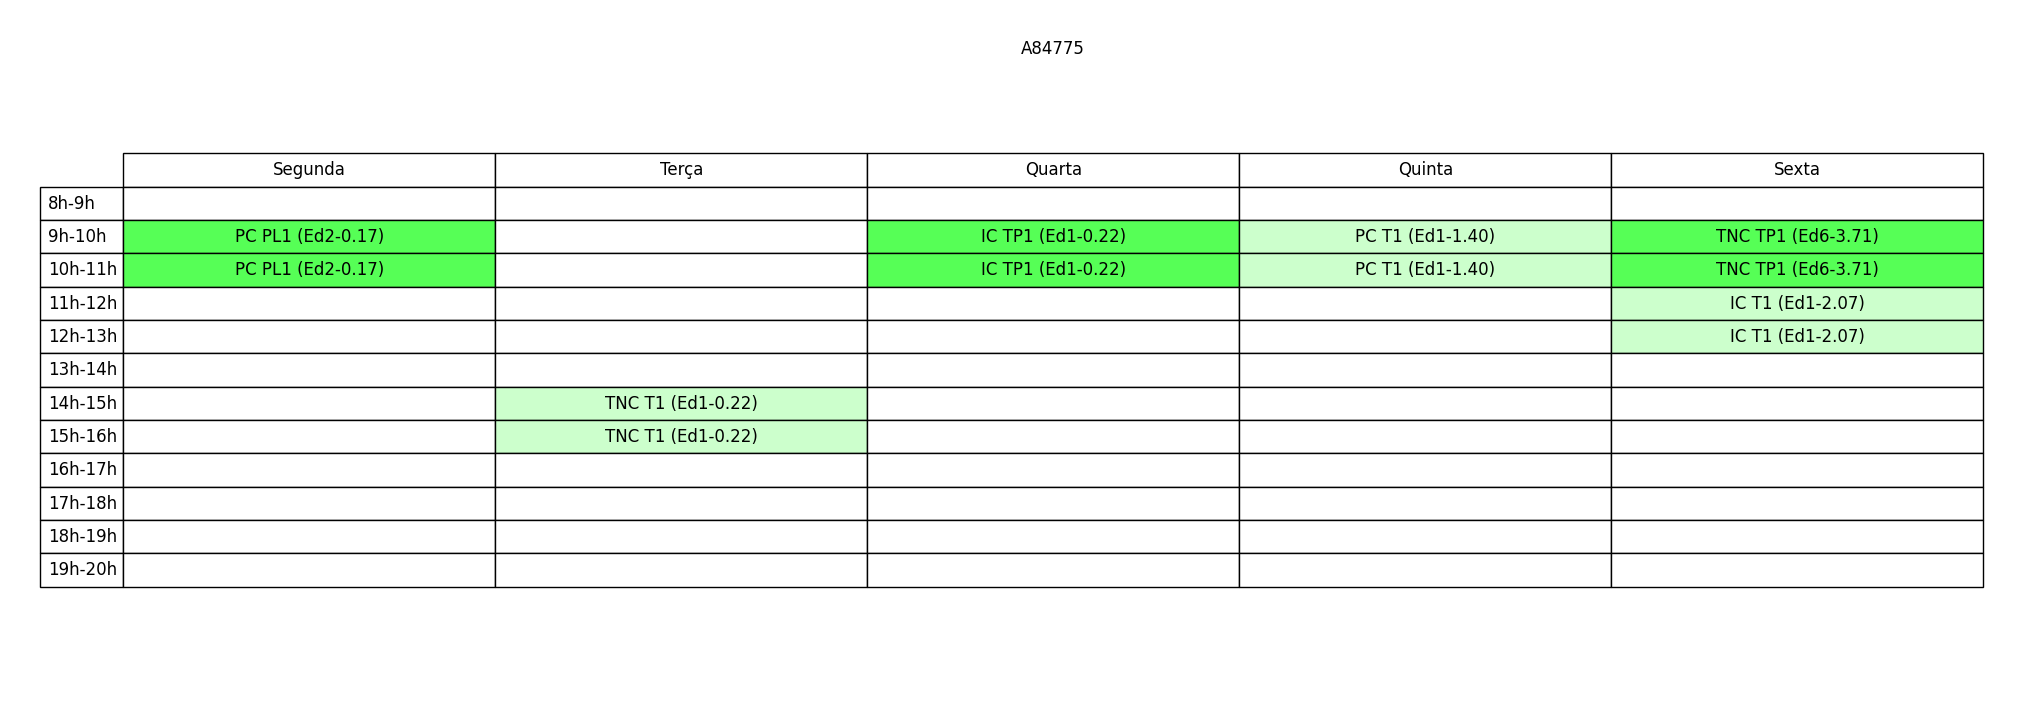 A84775
Segunda Terça Quarta Quinta Sexta
8h-9h
9h-10h PC PL1 (Ed2-0.17) IC TP1 (Ed1-0.22) PC T1 (Ed1-1.40) TNC TP1 (Ed6-3.71)
10h-11h PC PL1 (Ed2-0.17) IC TP1 (Ed1-0.22) PC T1 (Ed1-1.40) TNC TP1 (Ed6-3.71)
11h-12h IC T1 (Ed1-2.07)
12h-13h IC T1 (Ed1-2.07)
13h-14h
14h-15h TNC T1 (Ed1-0.22)
15h-16h TNC T1 (Ed1-0.22)
16h-17h
17h-18h
18h-19h
19h-20h